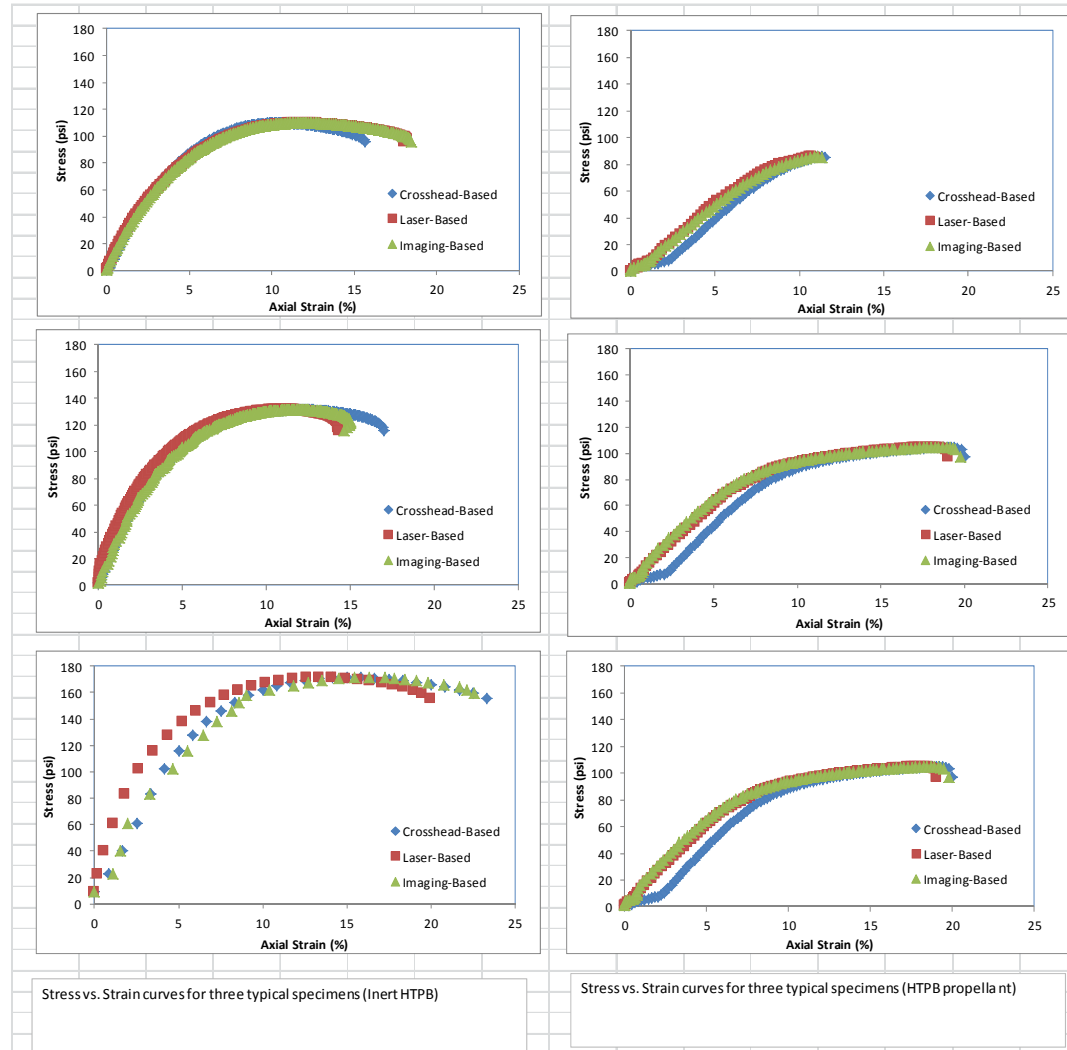 180
160
140
120
100
80
60
40
20
0
Stress (psi)
0 5 10 15 20 25
Axial Strain (%)
Crosshead-Based
Laser-Based
Imaging-Based
180
160
140
120
100
80
60
40
20
0
Stress (psi)
0 5 10 15 20 25
Axial Strain (%)
Crosshead-Based
Laser-Based
Imaging-Based
180
160
140
120
100
80
60
40
20
0
Stress (psi)
0 5 10 15 20 25
Axial Strain (%)
Crosshead-Based
Laser-Based
Imaging-Based
180
160
140
120
100
80
60
40
20
0
Stress (psi)
0 5 10 15 20 25
Axial Strain (%)
Crosshead-Based
Laser-Based
Imaging-Based
180
160
140
120
100
80
60
40
20
0
Stress (psi)
0 5 10 15 20 25
Axial Strain (%)
Crosshead-Based
Laser-Based
Imaging-Based
180
160
140
120
100
80
60
40
20
0
Stress (psi)
0 5 10 15 20 25
Axial Strain (%)
Crosshead-Based
Laser-Based
Imaging-Based
Stress vs. Strain curves for three typical specimens (Inert HTPB)
Stress vs. Strain curves for three typical specimens (HTPB propellant)